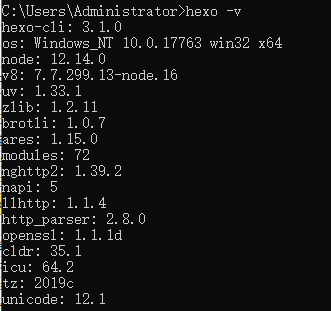 C:\Users\Administrator>hexo -v
hexo-cli: 3.1.0
os: Windows_NT 10.0.17763 win32 x64
node: 12.14.0
v8: 7.7.299.13-node.16
uv: 1.33.1
zlib: 1.2.11
brotli: 1.0.7
ares: 1.15.0
modules: 72
nghttp2: 1.39.2
napi: 5
llhttp: 1.1.4
http_parser: 2.8.0
openssl: 1.1.1d
cldr: 35.1
icu: 64.2
tz: 2019c
unicode: 12.1